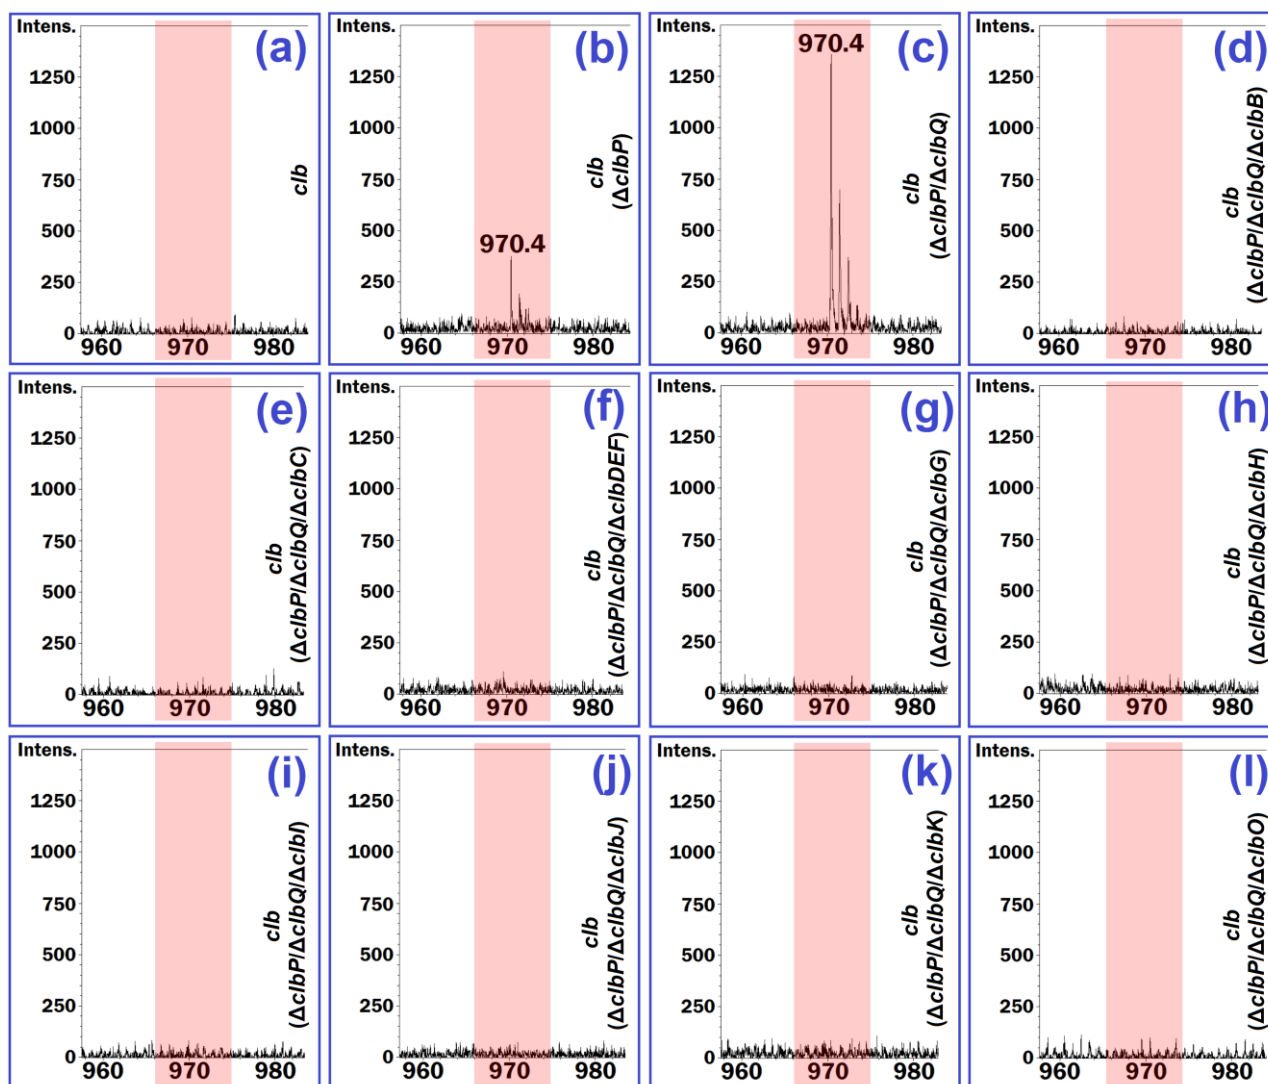 Intens.
(a)
1250
1000
750
500
250
0
960 970 980
clb
Intens.
(b)
1250
1000
750
500
250
0
970.4
960 970 980
clb
(ΔclbP)
Intens.
(c)
970.4
1250
1000
750
500
250
0
960 970 980
clb
(ΔclbP/ΔclbQ)
Intens.
(d)
1250
1000
750
500
250
0
960 970 980
clb
(ΔclbP/ΔclbQ/ΔclbB)
Intens.
(e)
1250
1000
750
500
250
0
960 970 980
clb
(ΔclbP/ΔclbQ/ΔclbC)
Intens.
(f)
1250
1000
750
500
250
0
960 970 980
clb
(ΔclbP/ΔclbQ/ΔclbDEF)
Intens.
(g)
1250
1000
750
500
250
0
960 970 980
clb
(ΔclbP/ΔclbQ/ΔclbG)
Intens.
(h)
1250
1000
750
500
250
0
960 970 980
clb
(ΔclbP/ΔclbQ/ΔclbH)
Intens.
(i)
1250
1000
750
500
250
0
960 970 980
clb
(ΔclbP/ΔclbQ/ΔclbI)
Intens.
(j)
1250
1000
750
500
250
0
960 970 980
clb
(ΔclbP/ΔclbQ/ΔclbJ)
Intens.
(k)
1250
1000
750
500
250
0
960 970 980
clb
(ΔclbP/ΔclbQ/ΔclbK)
Intens.
(l)
1250
1000
750
500
250
0
960 970 980
clb
(ΔclbP/ΔclbQ/ΔclbO)